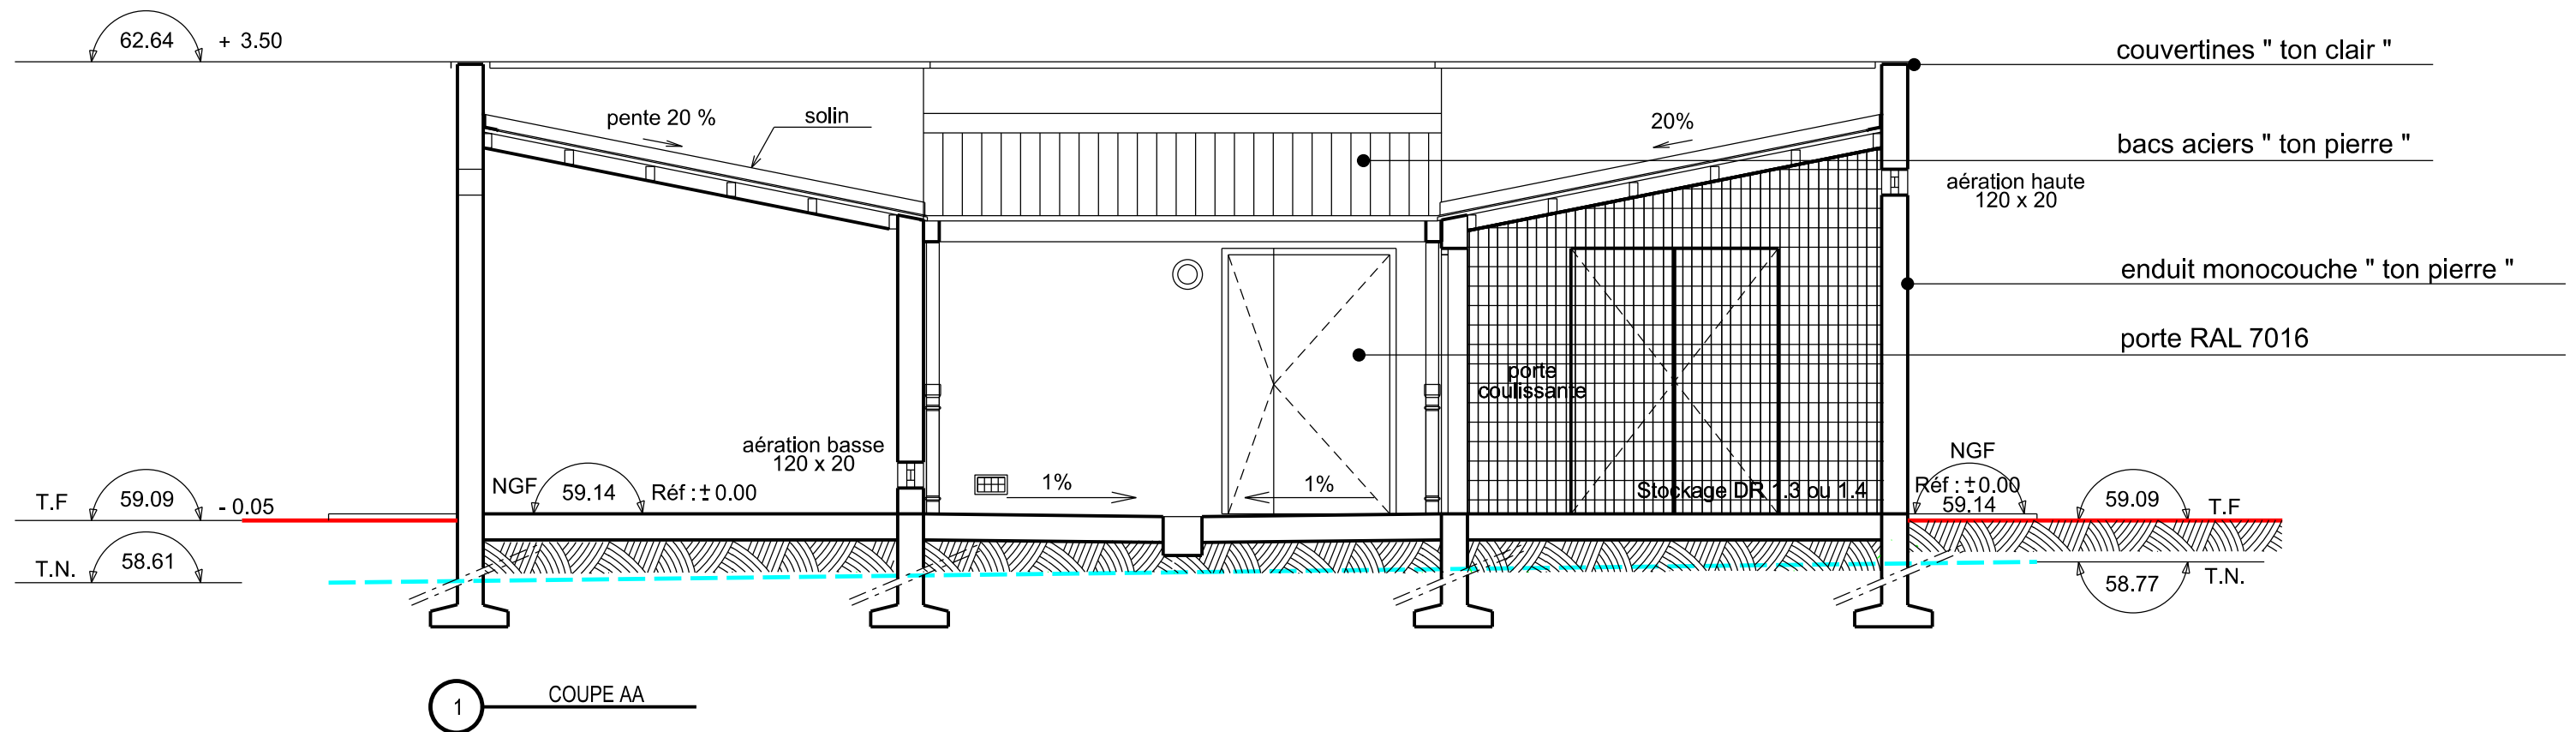 62.64 + 3.50
couvertines " ton clair "
pente 20 %
solin
20%
bacs aciers " ton pierre "
aération haute
120 x 20
enduit monocouche " ton pierre "
porte RAL 7016
porte
coulissante
aération basse
120 x 20
NGF 59.14 Réf : ± 0.00
1%
1%
Stockage DR 1.3 ou 1.4
NGF
Réf : ±0.00
59.14
T.F 59.09 - 0.05
59.09 T.F
T.N. 58.61
58.77 T.N.
1 COUPE AA